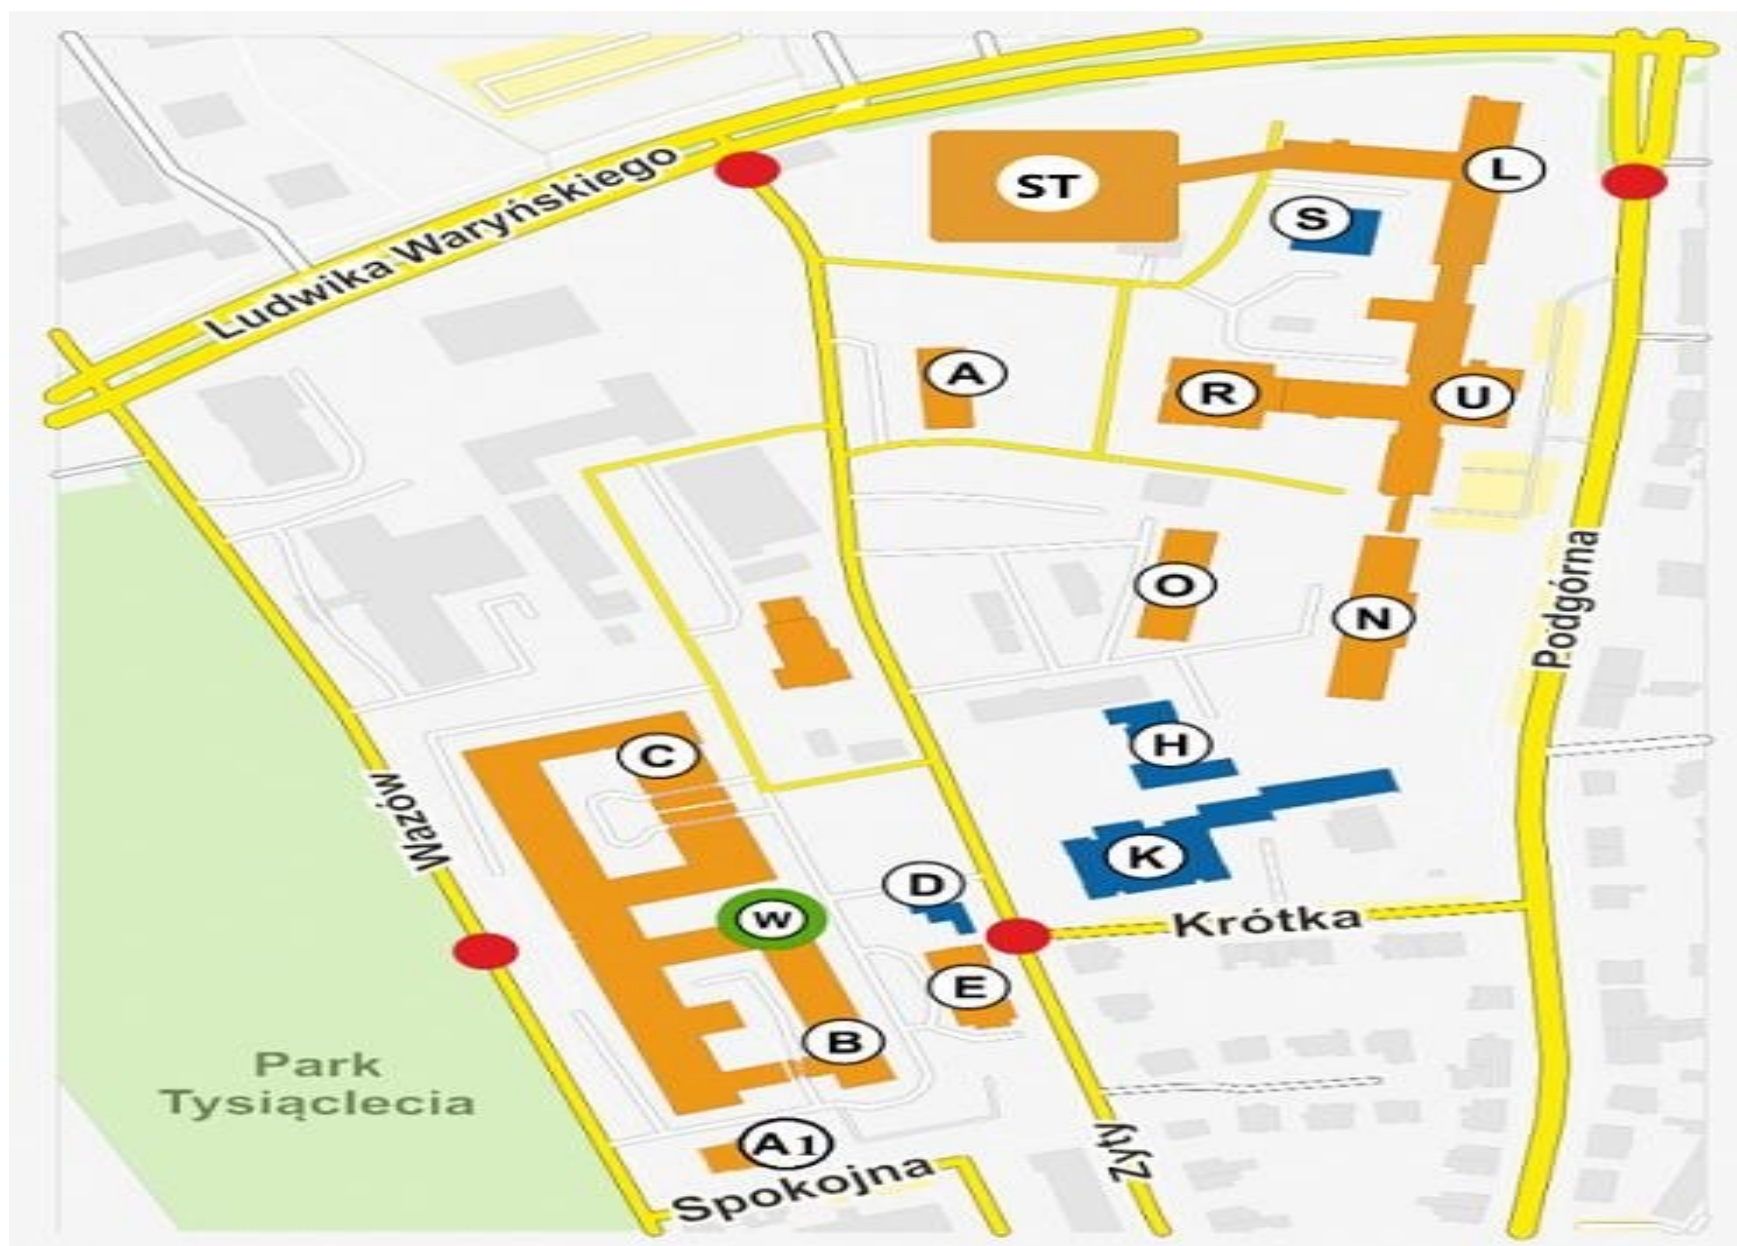 Ludwika Waryńskiego
ST
L
S
A
R
U
O
N
Podgórna
C
H
Wazów
K
D
W
Krótka
E
B
Park
Tysiąclecia
A1
Spokojna
Zyty